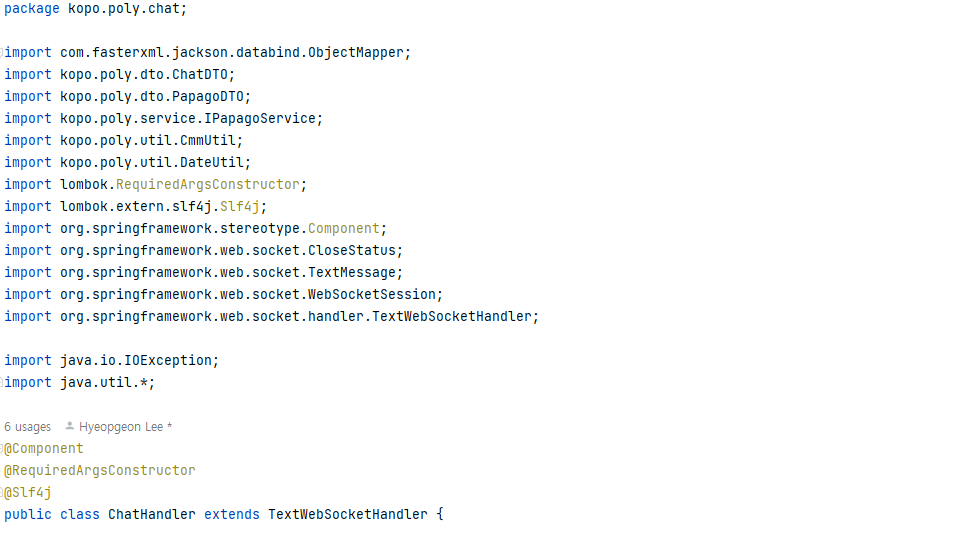 package kopo.poly.chat;
import com.fasterxml.jackson.databind.ObjectMapper;
import kopo.poly.dto.ChatDTO;
import kopo.poly.dto.PapagoDTO;
import kopo.poly.service.IPapagoService;
import kopo.poly.util.CmmUtil;
import kopo.poly.util.DateUtil;
import lombok.RequiredArgsConstructor;
import lombok.extern.slf4j.Slf4j;
import org.springframework.stereotype.Component;
import org.springframework.web.socket.CloseStatus;
import org.springframework.web.socket.TextMessage;
import org.springframework.web.socket.WebSocketSession;
import org.springframework.web.socket.handler.TextWebSocketHandler;
import java.io.IOException;
import java.util.*;
6 usages Hyeopgeon Lee *
@Component
@RequiredArgsConstructor
@Slf4j
public class ChatHandler extends TextWebSocketHandler {